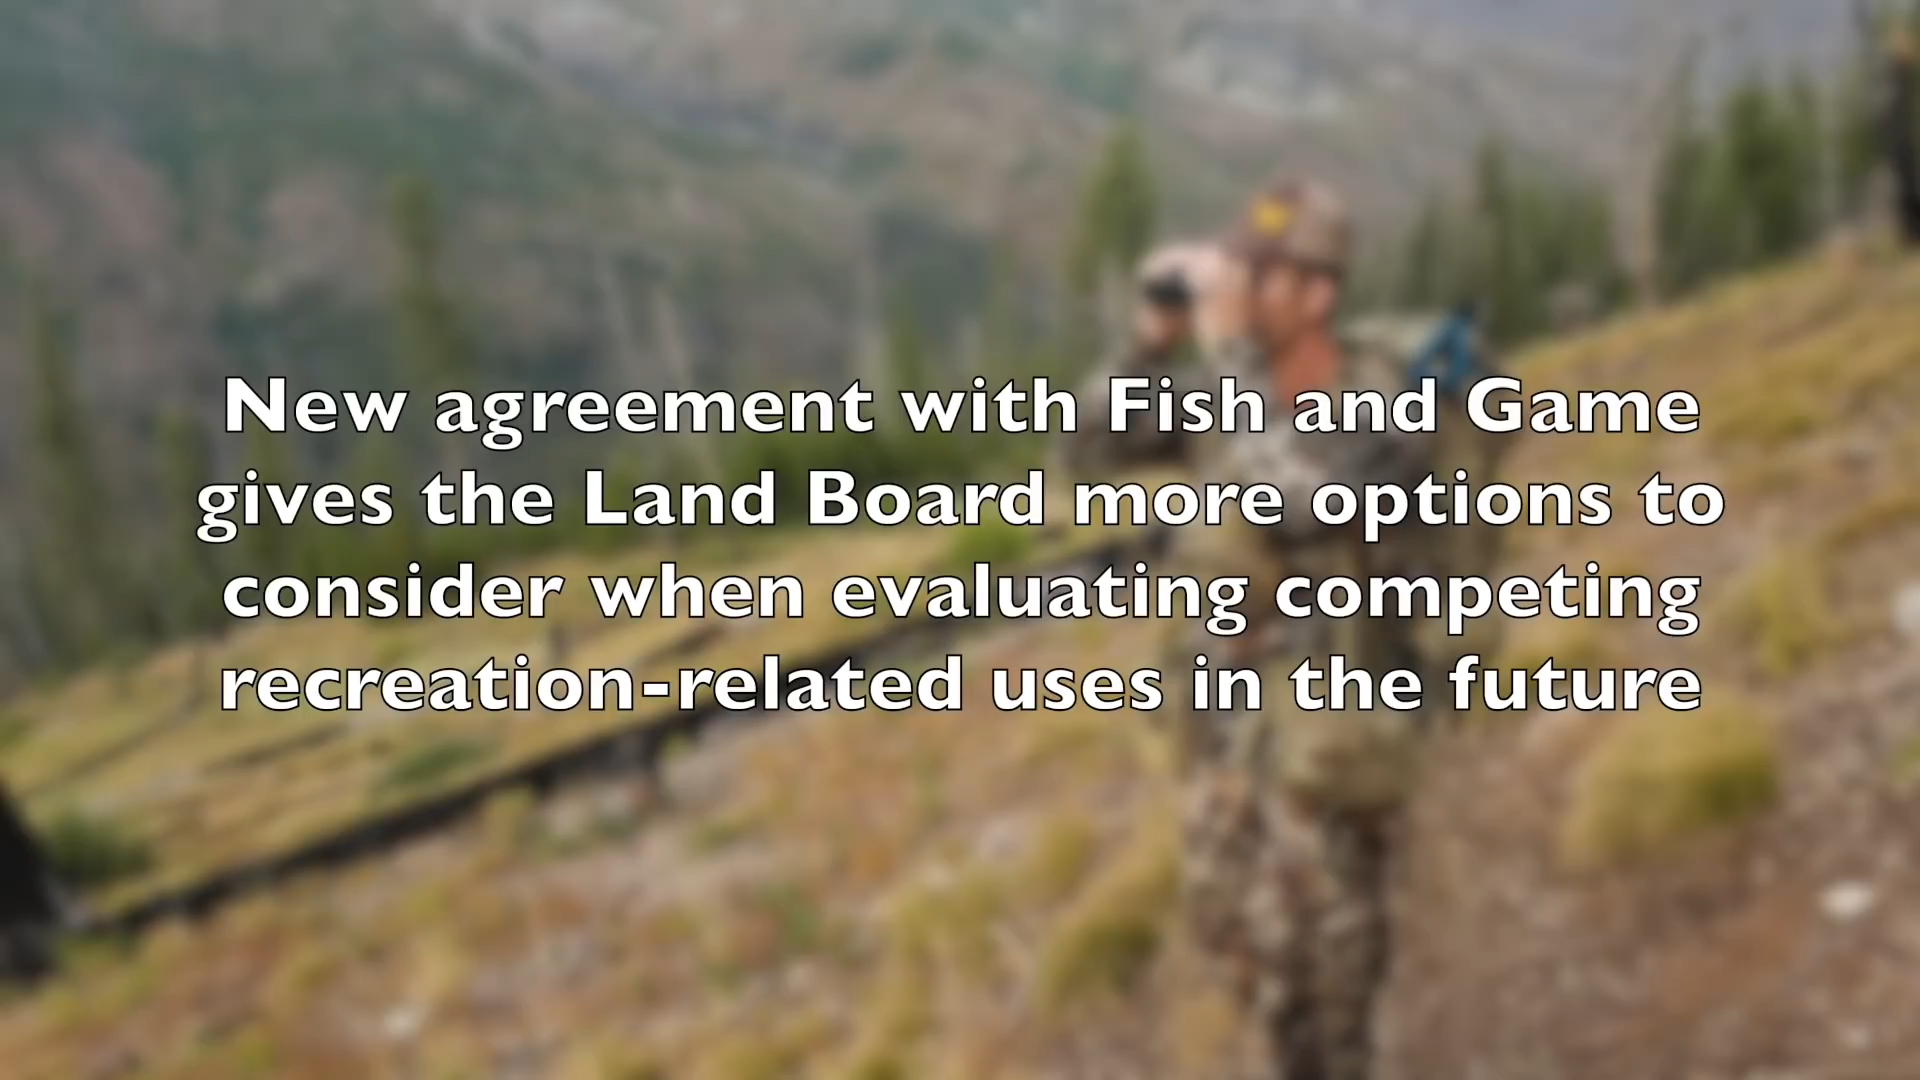 New agreement with Fish and Game
gives the Land Board more options to
consider when evaluating competing
recreation-related uses in the future